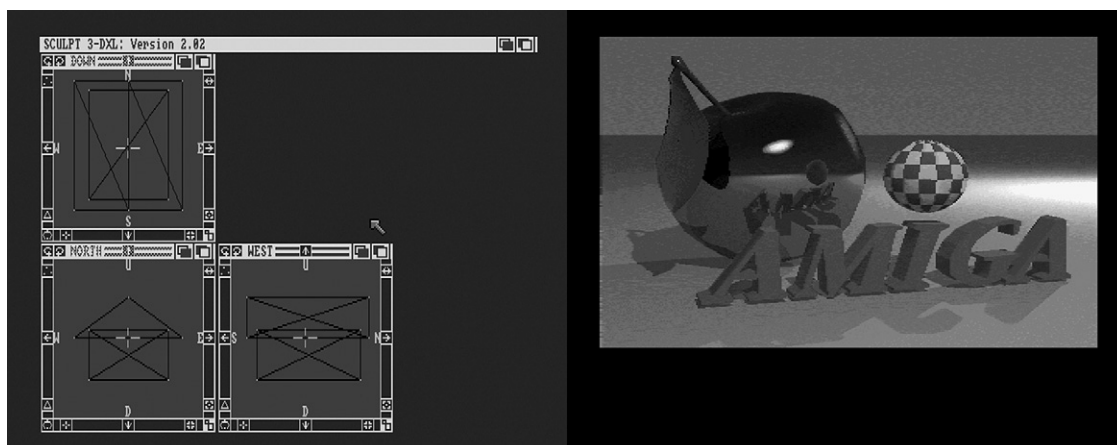 SCULPT 3-DXL: Version 2.02
DOWN
N
W E
S
NORTH
U
W E
D
WEST
U
S N
D
AMIGA